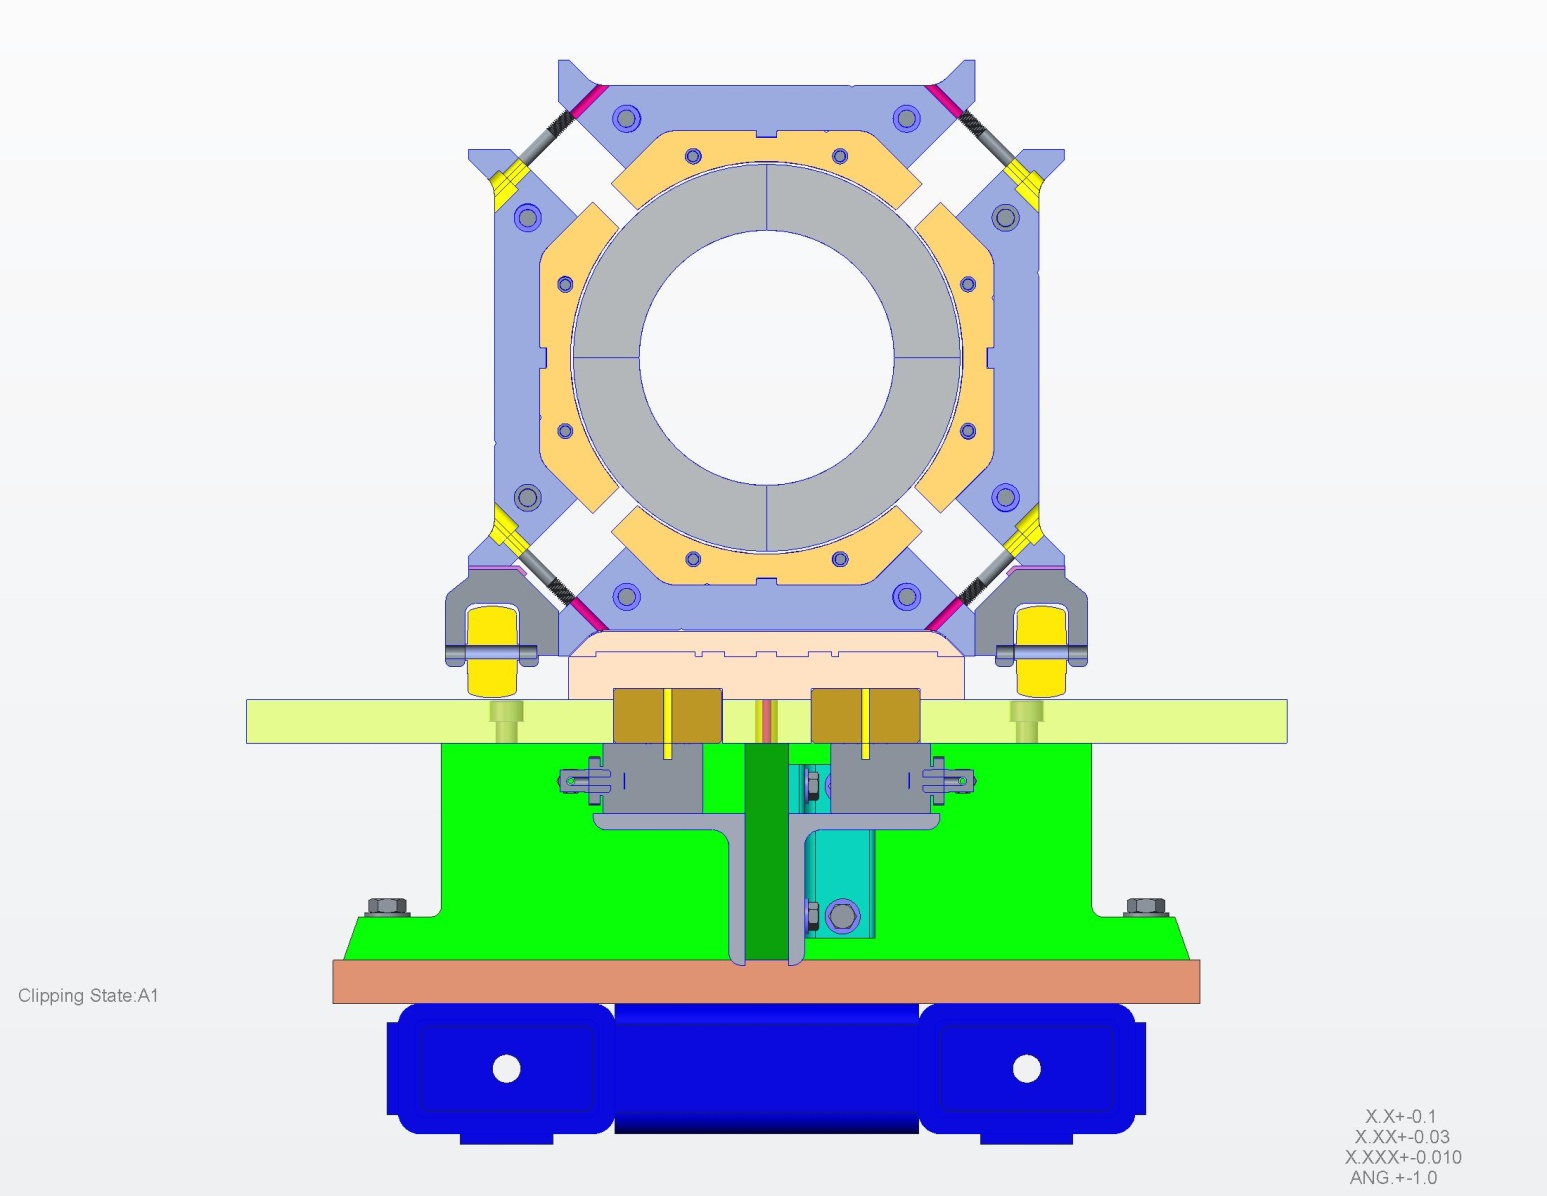 Clipping State:A1
X.X+-0.1
X.XX+-0.03
X.XXX+-0.010
ANG.+-1.0